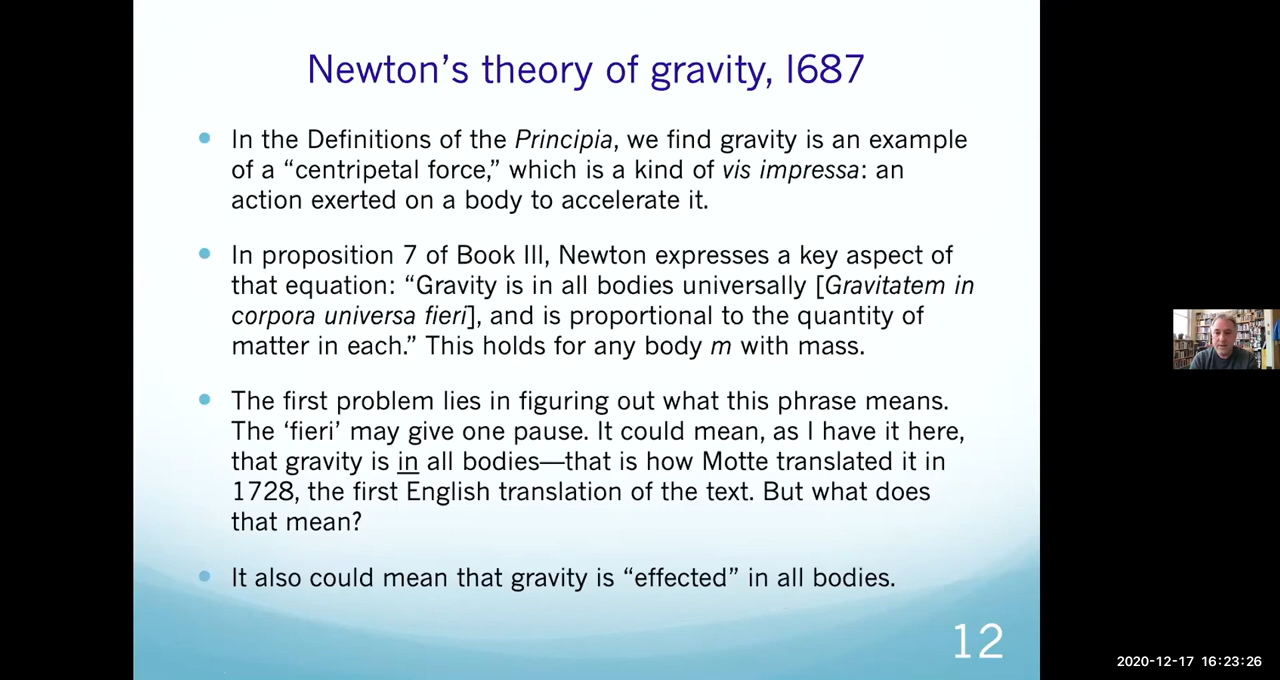 Newton's theory of gravity, 1687
• In the Definitions of the Principia, we find gravity is an example
of a “centripetal force,” which is a kind of vis impressa: an
action exerted on a body to accelerate it.
• In proposition 7 of Book III, Newton expresses a key aspect of
that equation: “Gravity is in all bodies universally [Gravitatem in
corpora universa fieri], and is proportional to the quantity of
matter in each.” This holds for any body m with mass.
• The first problem lies in figuring out what this phrase means.
The ‘fieri’ may give one pause. It could mean, as I have it here,
that gravity is in all bodies—that is how Motte translated it in
1728, the first English translation of the text. But what does
that mean?
• It also could mean that gravity is “effected” in all bodies.
12
2020-12-17 16:23:26